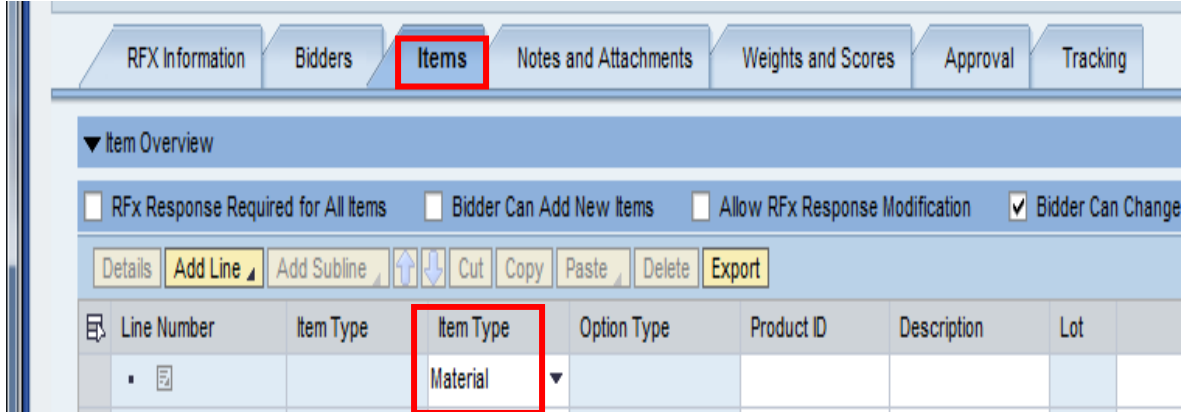 RFX Information Bidders Items Notes and Attachments Weights and Scores Approval Tracking
Item Overview
RFx Response Required for All Items Bidder Can Add New Items Allow RFx Response Modification Bidder Can Change
Details Add Line Add Subline Cut Copy Paste Delete Export
Line Number Item Type Item Type Option Type Product ID Description Lot
Material